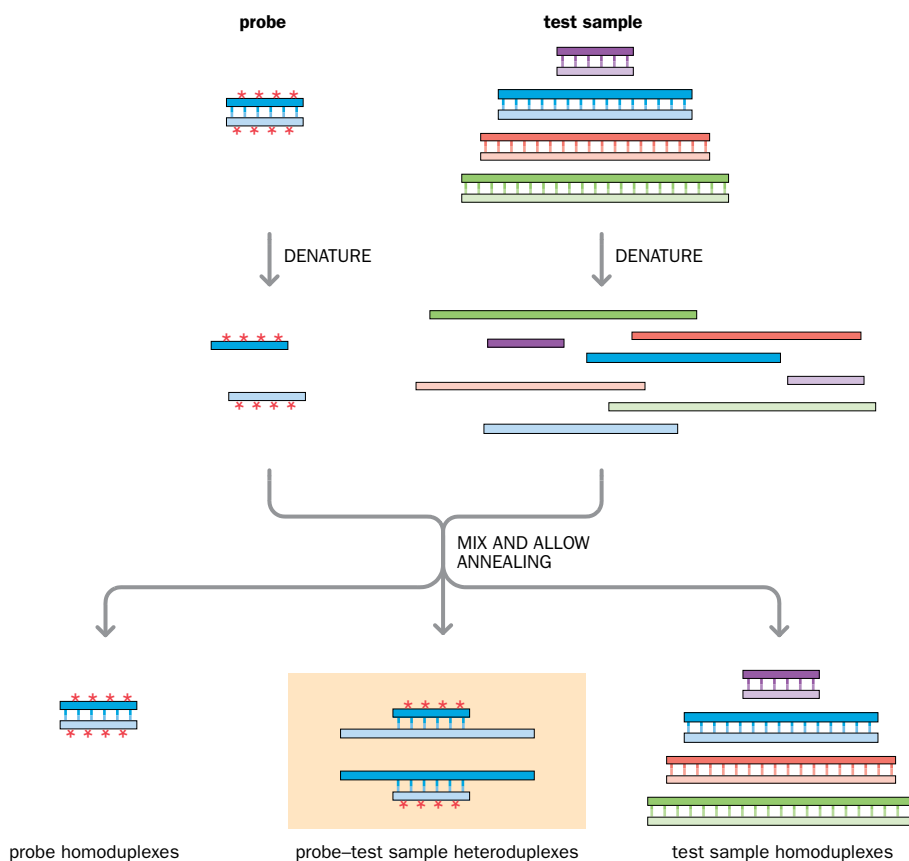 probe
test sample
DENATURE
DENATURE
MIX AND ALLOW
ANNEALING
probe homoduplexes
probe–test sample heteroduplexes
test sample homoduplexes